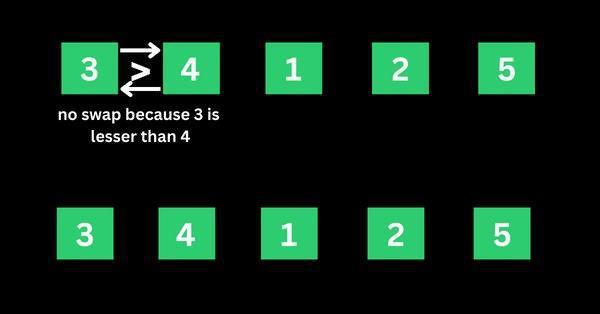 3 > 4 1 2 5
no swap because 3 is
lesser than 4
3 4 1 2 5